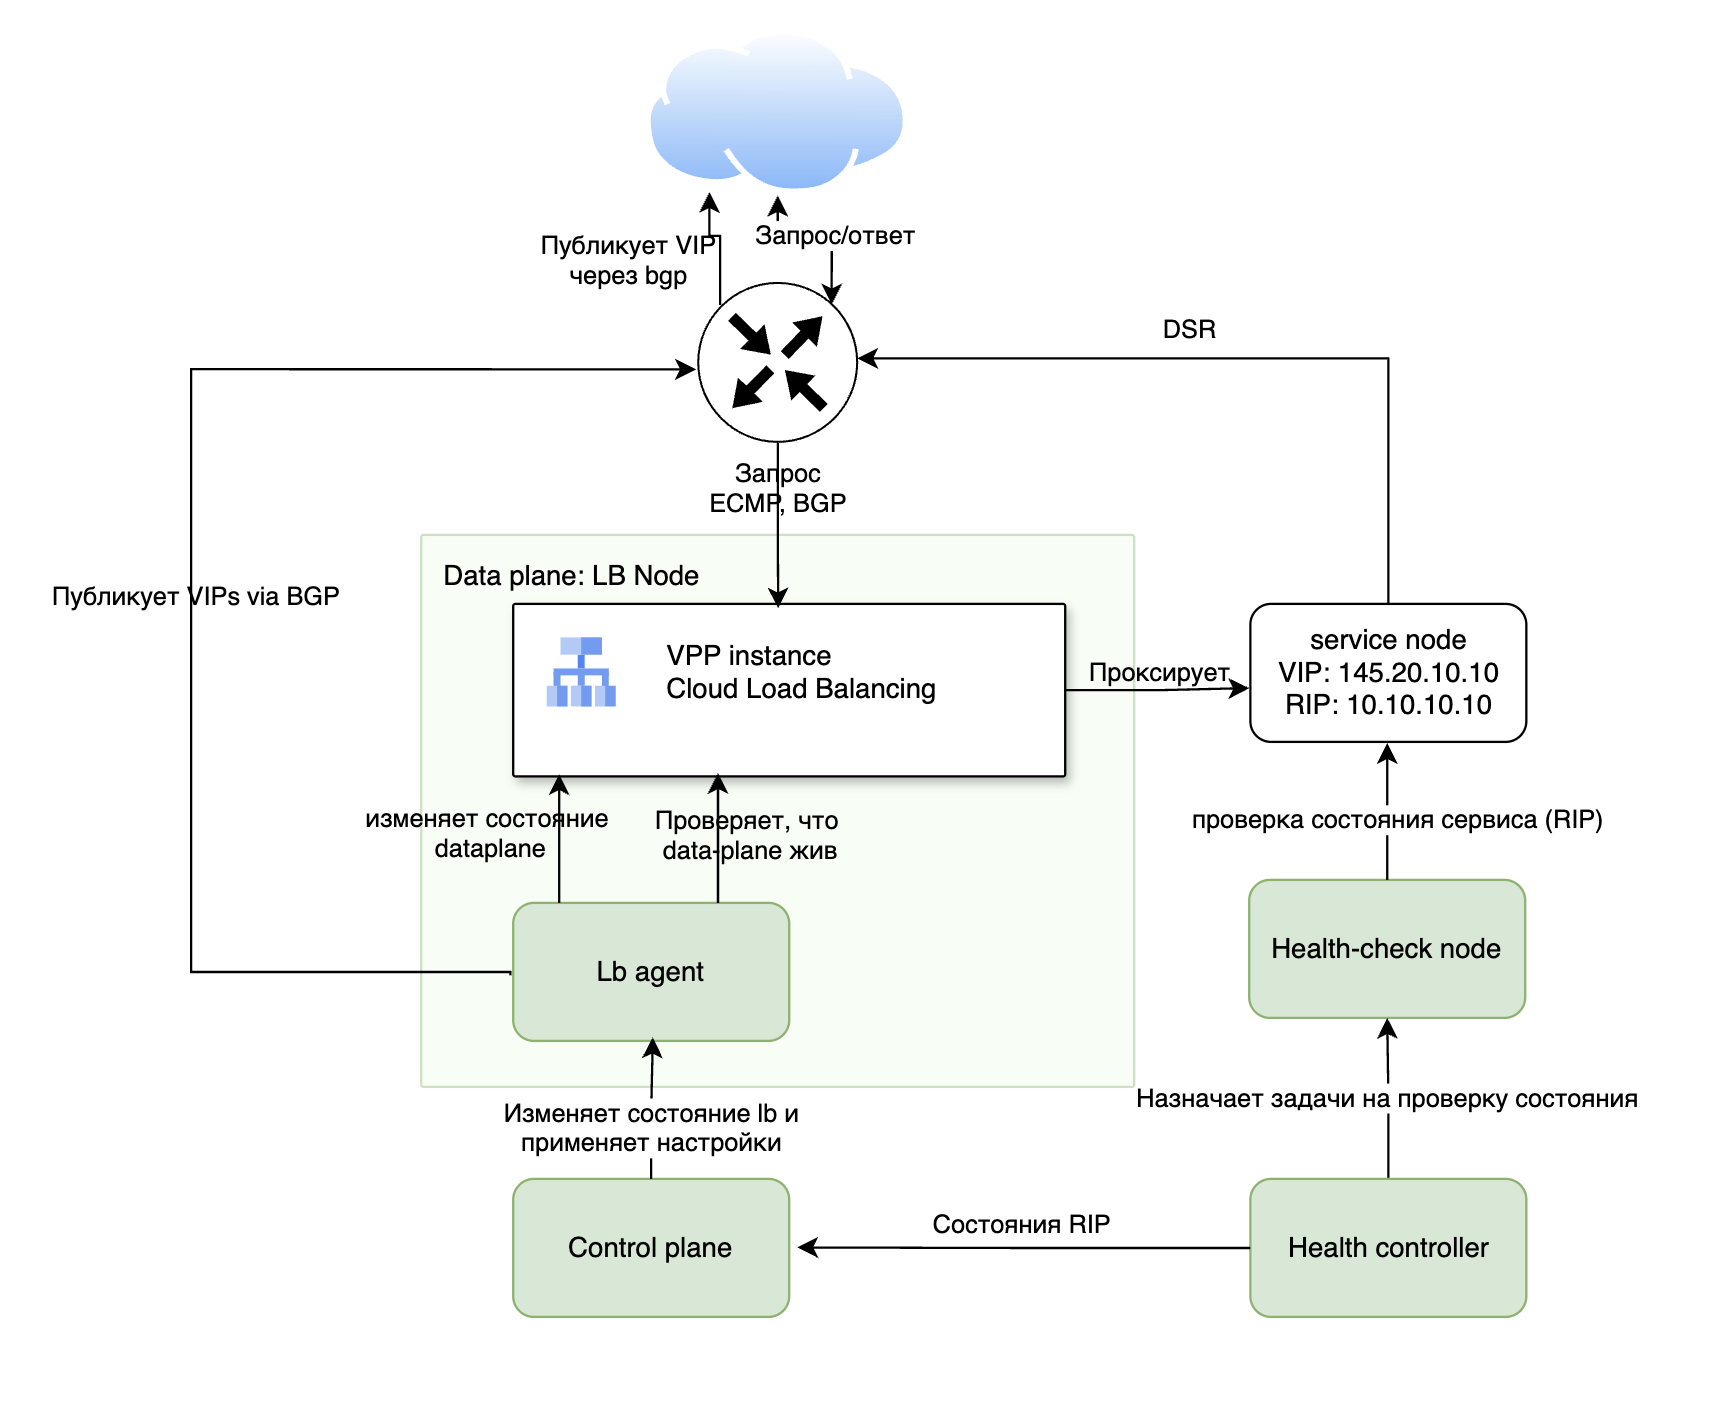 Публикует VIP
через bgp
Запрос/ответ
DSR
Запрос
ECMP, BGP
Data plane: LB Node
Публикует VIPs via BGP
VPP instance
Cloud Load Balancing
Проксирует
service node
VIP: 145.20.10.10
RIP: 10.10.10.10
изменяет состояние
dataplane
Проверяет, что
data-plane жив
проверка состояния сервиса (RIP)
Lb agent
Health-check node
Изменяет состояние lb и
применяет настройки
Назначает задачи на проверку состояния
Control plane
Состояния RIP
Health controller